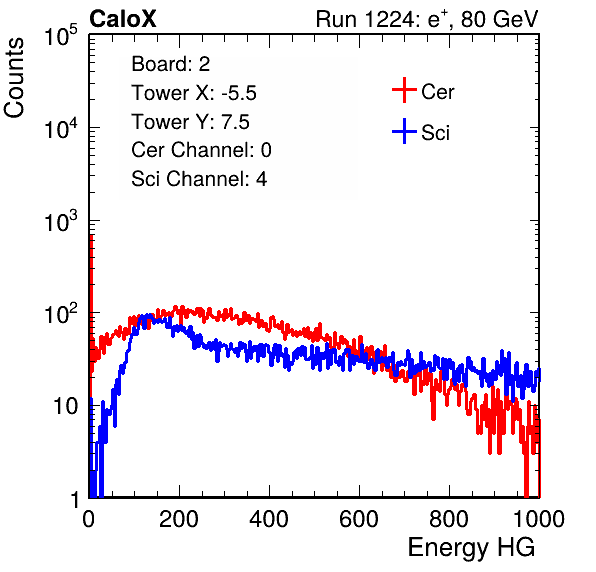 CaloX Run 1224: e⁺, 80 GeV
Counts
10⁵
10⁴
10³
10²
10
1
Board: 2
Tower X: -5.5
Tower Y: 7.5
Cer Channel: 0
Sci Channel: 4
Cer
Sci
0 200 400 600 800 1000
Energy HG